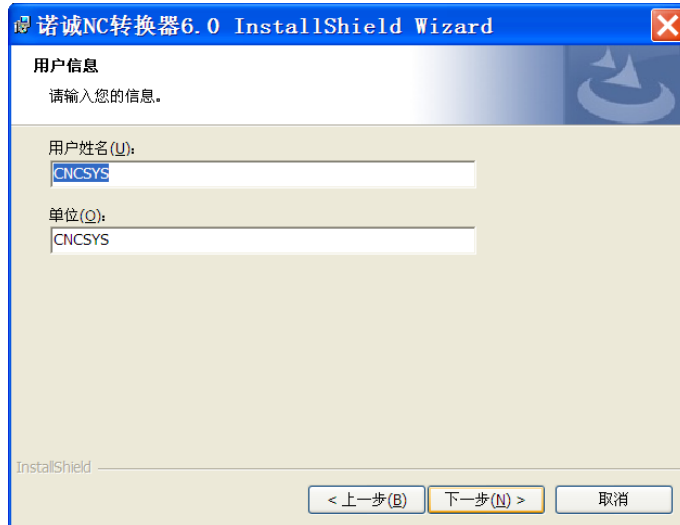 诺诚NC转换器6.0 InstallShield Wizard
用户信息
请输入您的信息。
用户姓名(U):
CNCSYS
单位(O):
CNCSYS
InstallShield
< 上一步(B) 下一步(N) > 取消